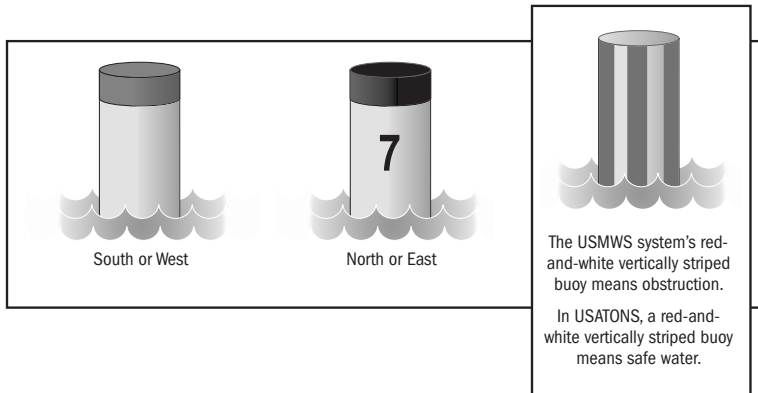 7
South or West
North or East
The USMWS system's red-
and-white vertically striped
buoy means obstruction.
In USATONS, a red-and-
white vertically striped buoy
means safe water.